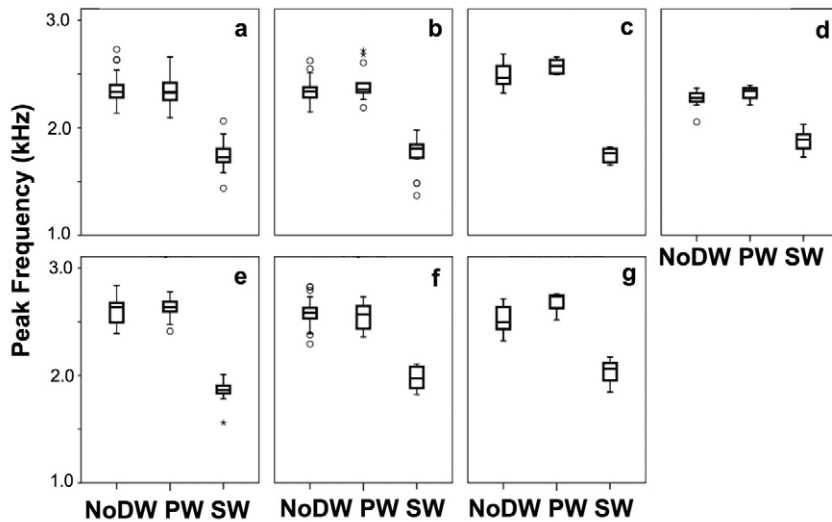 3.0
a
b
c
d
2.0
1.0
NoDW PW SW
3.0
e
f
g
2.0
1.0
NoDW PW SW
NoDW PW SW
NoDW PW SW
Peak Frequency (kHz)